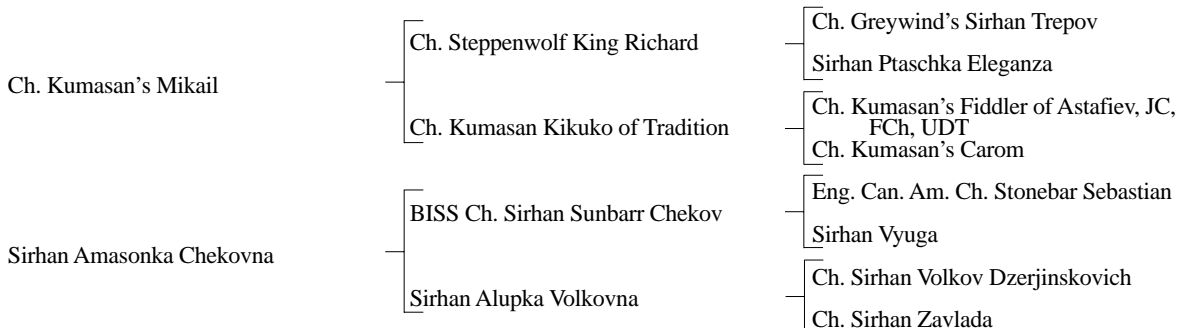 Ch. Greywind’s Sirhan Trepov
Ch. Steppenwolf King Richard
Sirhan Ptaschka Eleganza
Ch. Kumasan’s Mikail
Ch. Kumasan’s Fiddler of Astafiev, JC,
FCh, UDT
Ch. Kumasan Kikuko of Tradition
Ch. Kumasan’s Carom
Eng. Can. Am. Ch. Stonebar Sebastian
BISS Ch. Sirhan Sunbarr Chekov
Sirhan Vyuga
Sirhan Amasonka Chekovna
Ch. Sirhan Volkov Dzerjinskovich
Sirhan Alupka Volkovna
Ch. Sirhan Zavlada